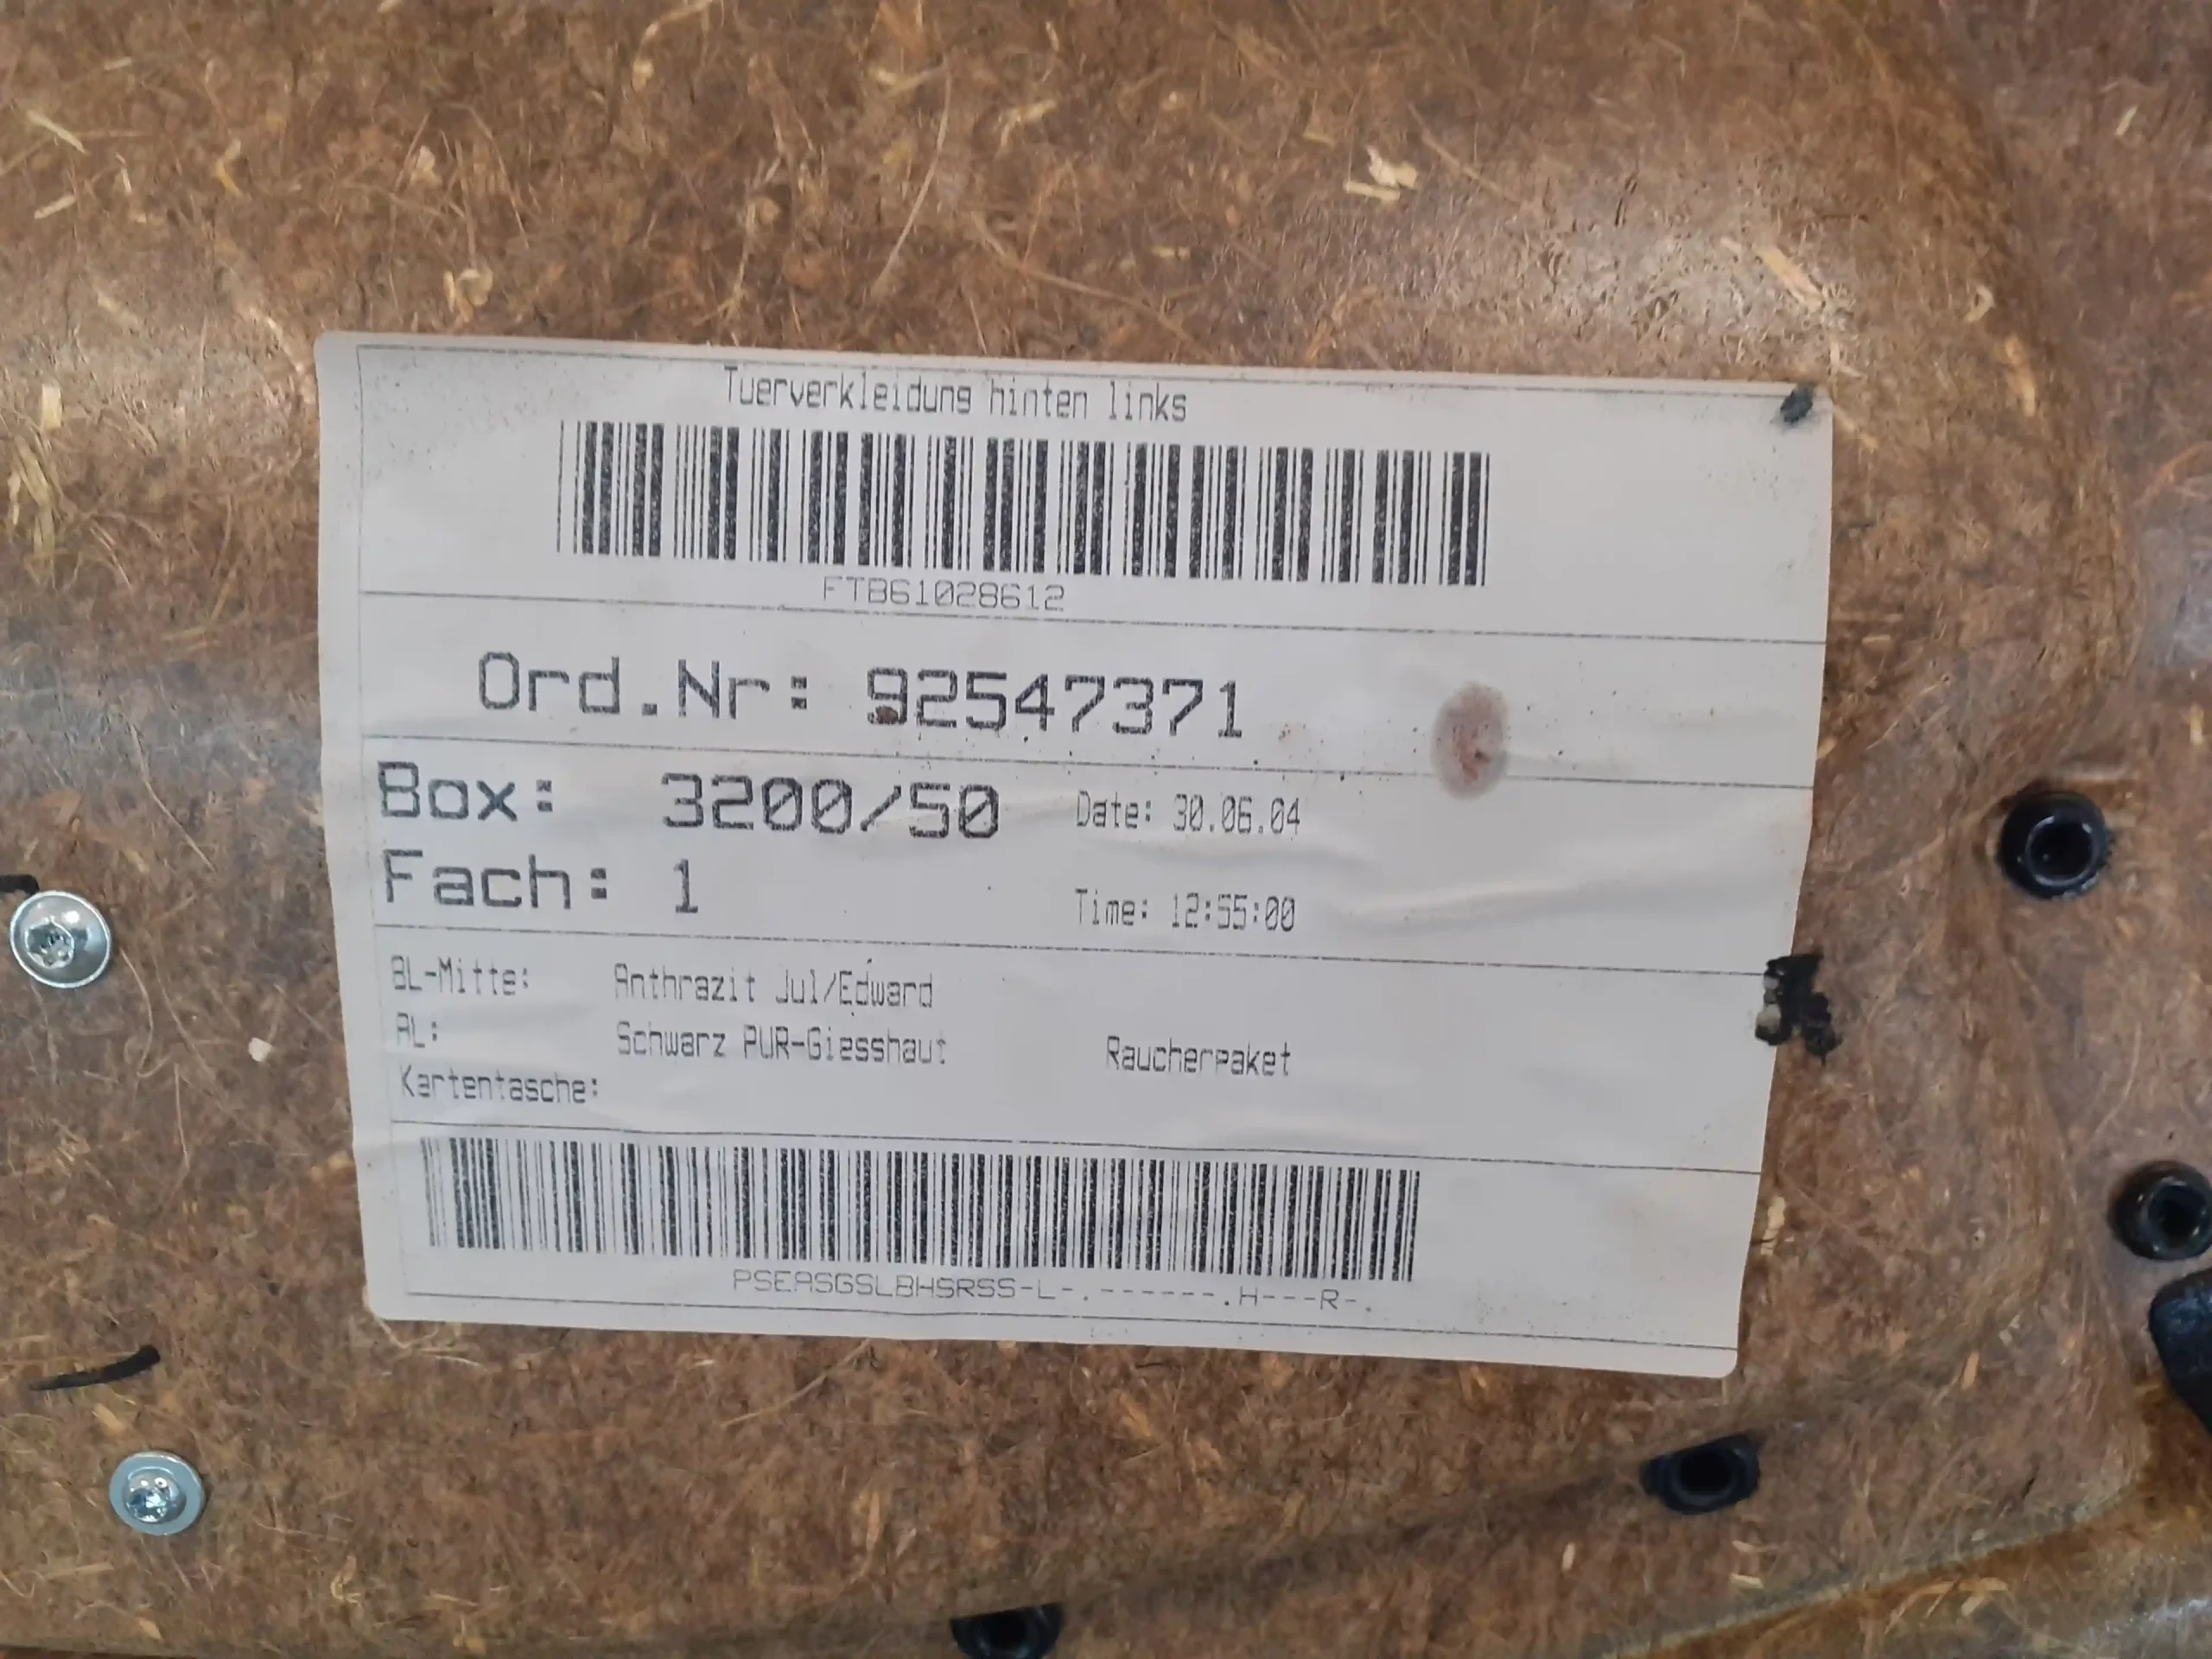 Tuerverkleidung hinten links
FTB61028612
Ord.Nr: 92547371
Box: 3200/50
Date: 30.06.04
Fach: 1
Time: 12:55:00
BL-Mitte: Anthrazit Jul/Edward
AL: Schwarz PUR-Giesshaut Raucherpaket
Kartentasche:
PSEASGSLBHSRSS-L-.------.H---R-.